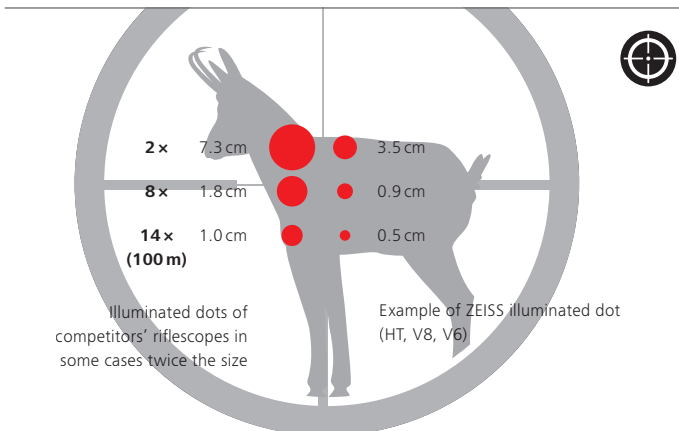 2× 7.3 cm 3.5 cm
8× 1.8 cm 0.9 cm
14× 1.0 cm 0.5 cm
(100 m)
Illuminated dots of
competitors’ riflescopes in
some cases twice the size
Example of ZEISS illuminated dot
(HT, V8, V6)